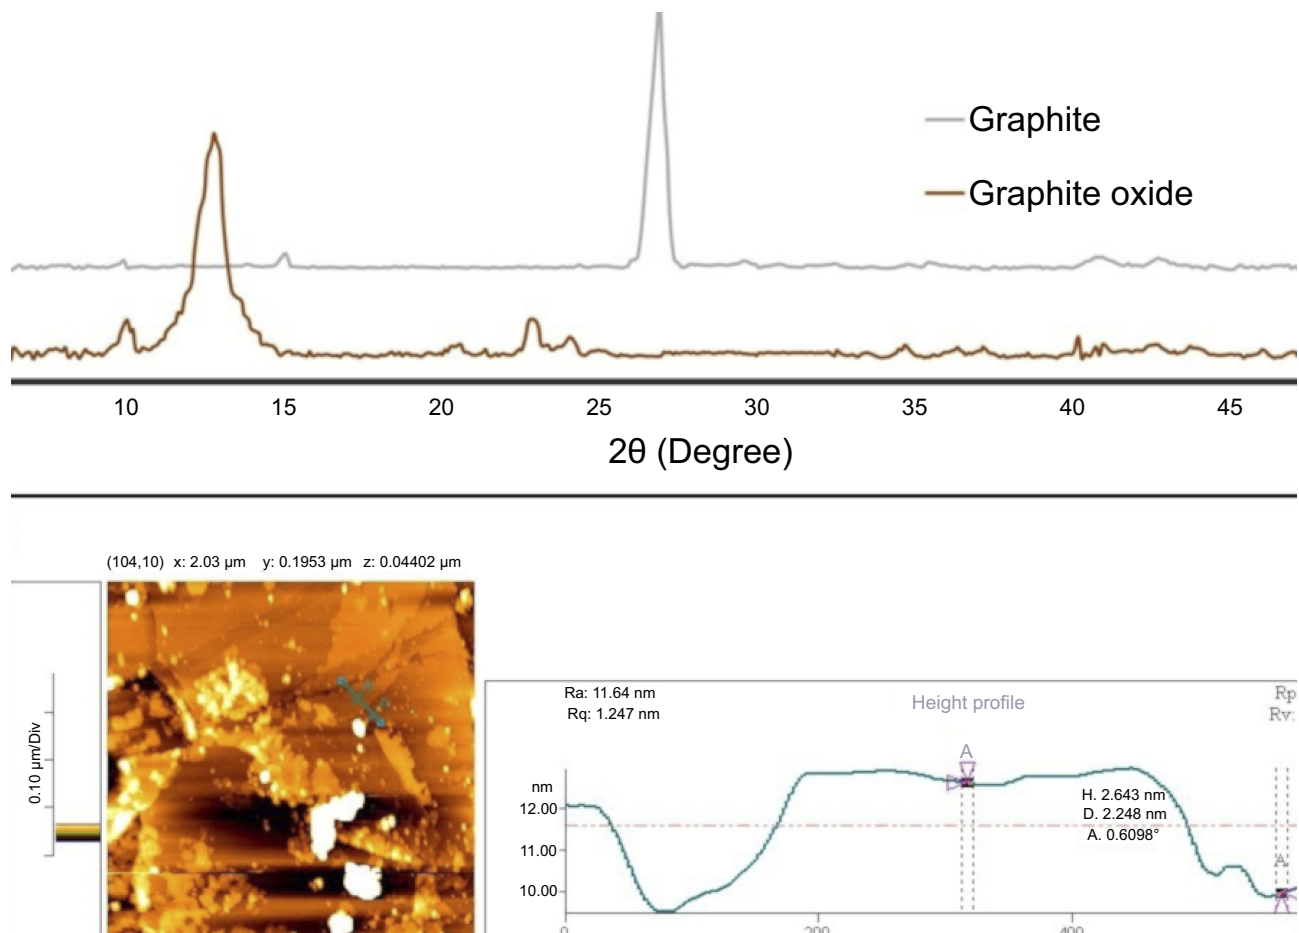 Graphite
Graphite oxide
10 15 20 25 30 35 40 45
2θ (Degree)
(104,10) x: 2.03 µm y: 0.1953 µm z: 0.04402 µm
0.10 µm/Div
Ra: 11.64 nm
Rq: 1.247 nm
Height profile
Rp
Rv:
A
nm
12.00
11.00
10.00
H. 2.643 nm
D. 2.248 nm
A. 0.6098°
A
0 200 400